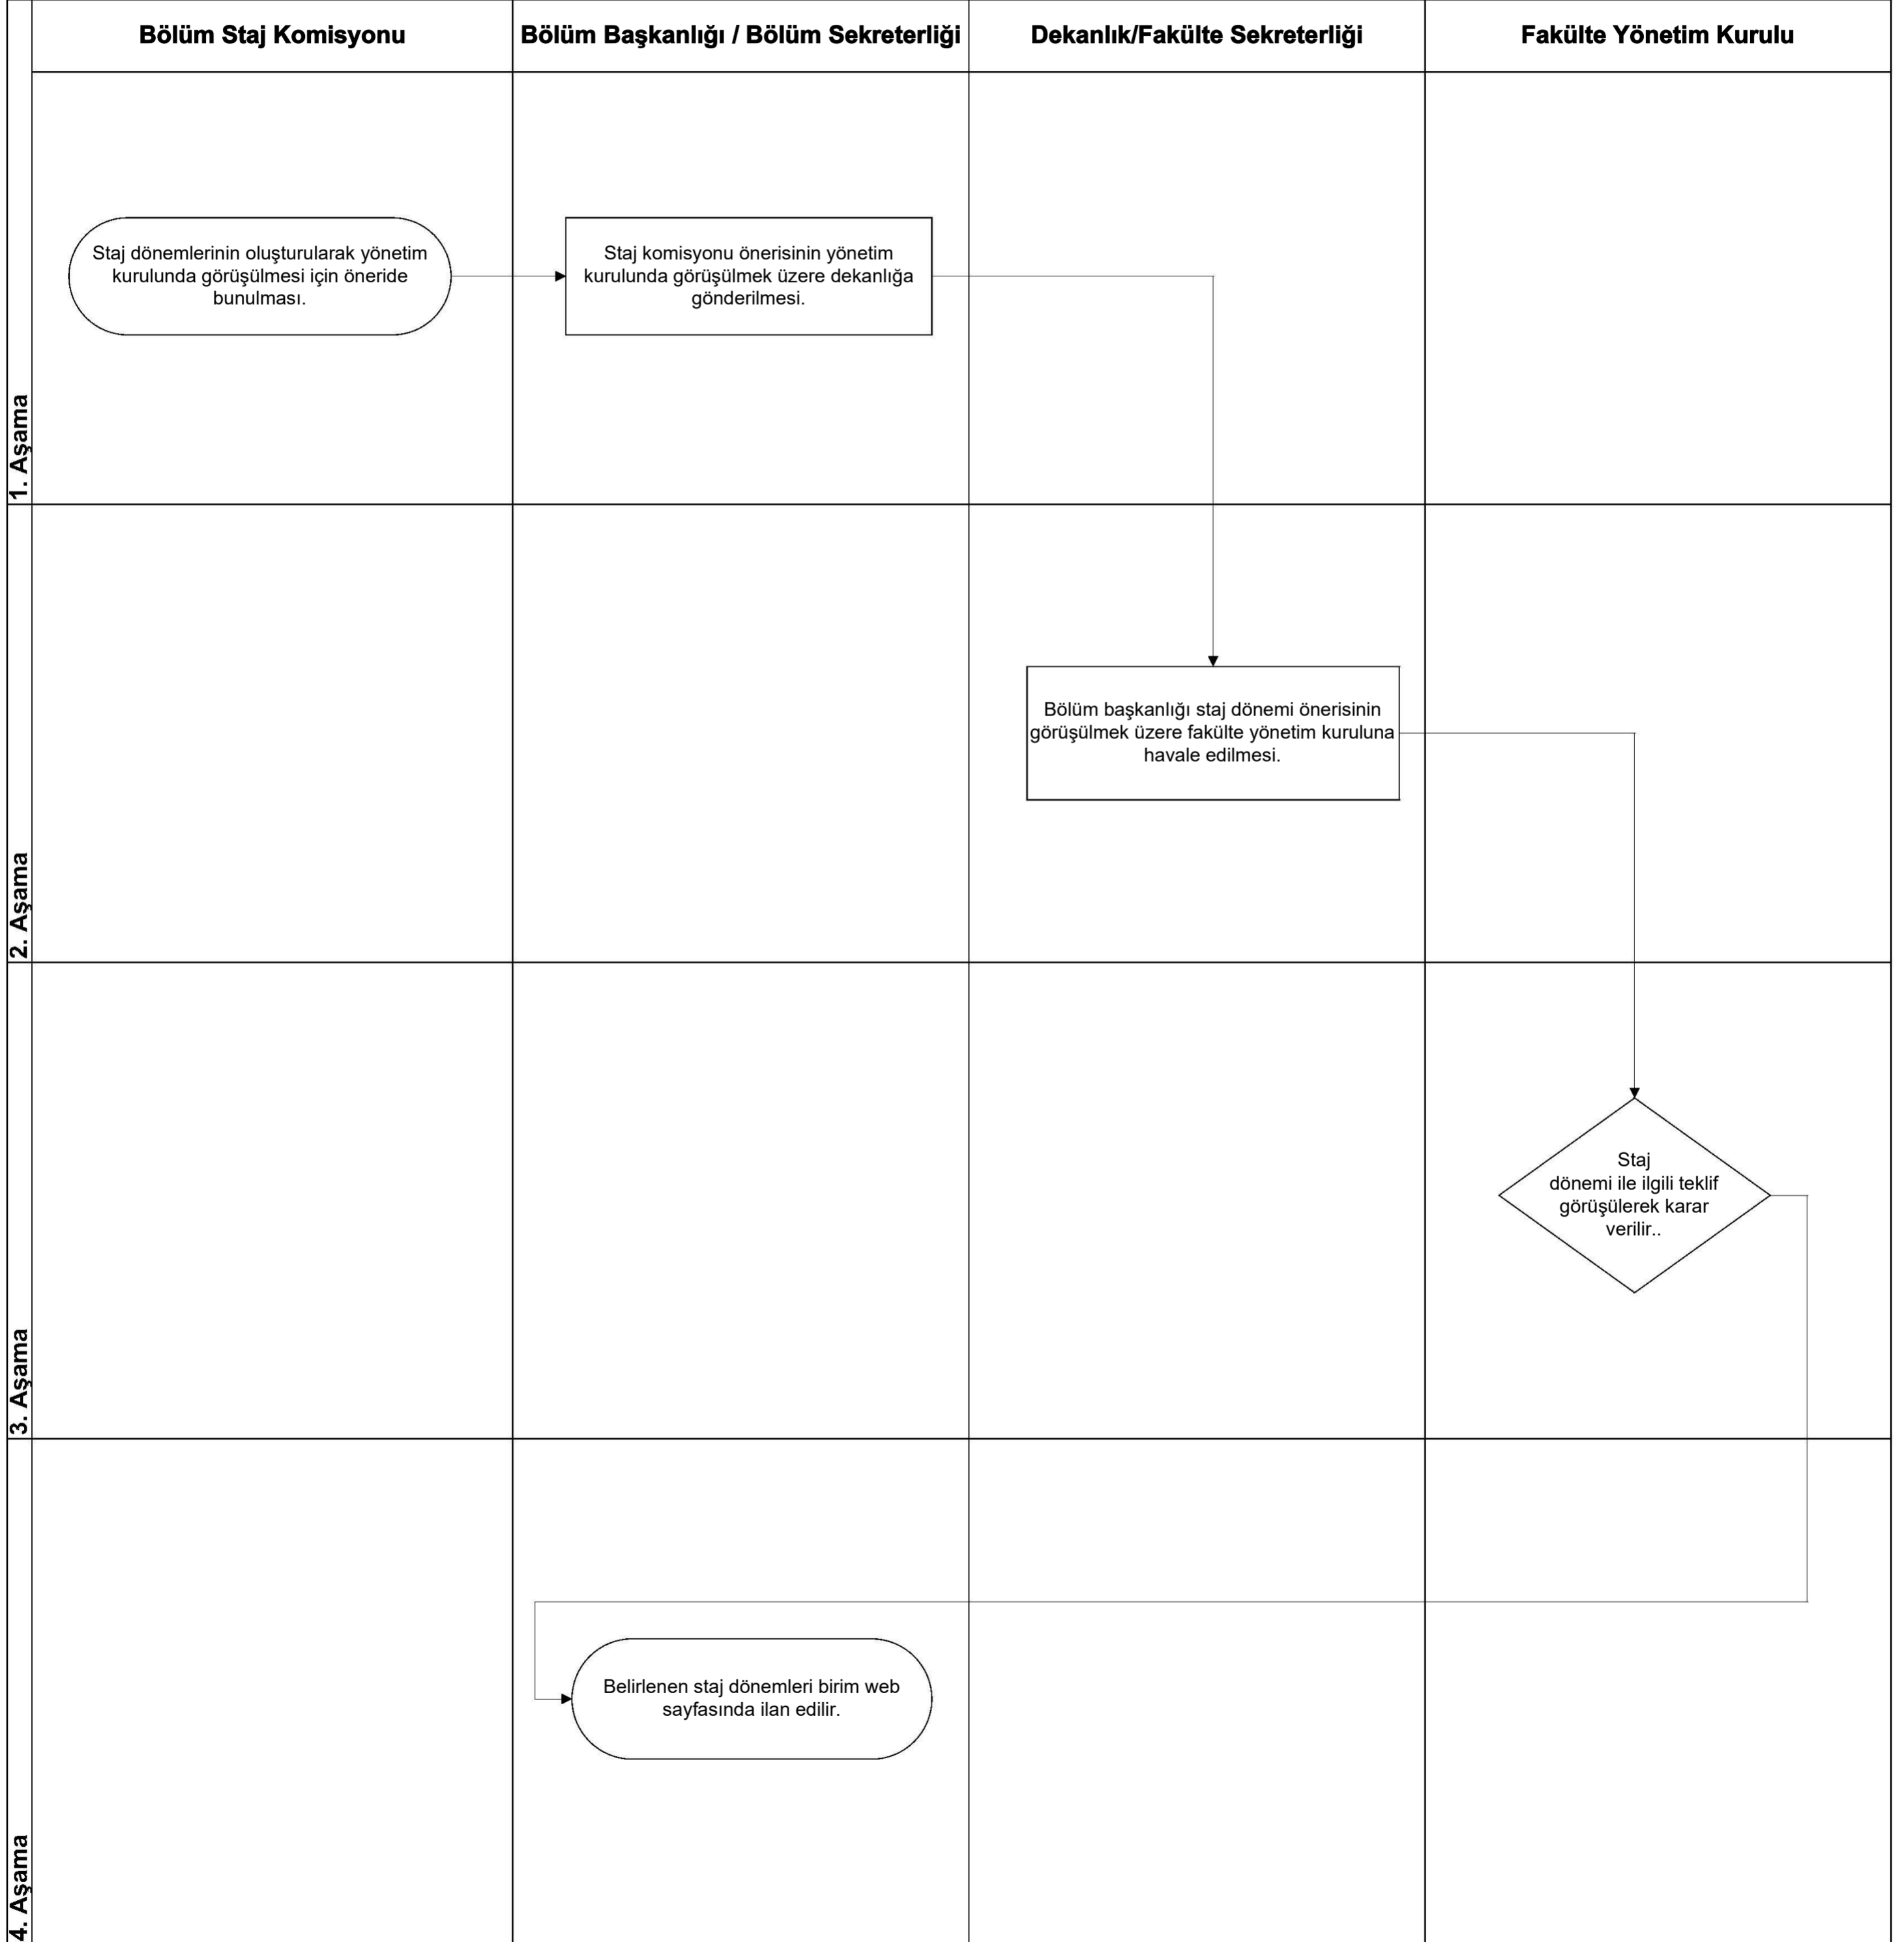 Bölüm Staj Komisyonu
Bölüm Başkanlığı / Bölüm Sekreterliği
Dekanlık/Fakülte Sekreterliği
Fakülte Yönetim Kurulu
1. Aşama
Staj dönemlerinin oluşturularak yönetim
kurulunda görüşülmesi için öneride
bunulması.
Staj komisyonu önerisinin yönetim
kurulunda görüşülmek üzere dekanlığa
gönderilmesi.
2. Aşama
Bölüm başkanlığı staj dönemi önerisinin
görüşülmek üzere fakülte yönetim kuruluna
havale edilmesi.
3. Aşama
Staj
dönemi ile ilgili teklif
görüşülerek karar
verilir..
4. Aşama
Belirlenen staj dönemleri birim web
sayfasında ilan edilir.